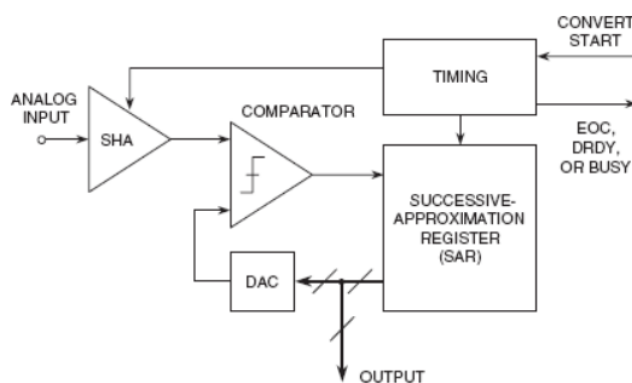 CONVERT
START
TIMING
ANALOG
INPUT
COMPARATOR
SHA
EOC,
DRDY,
OR BUSY
SUCCESSIVE-
APPROXIMATION
REGISTER
(SAR)
DAC
OUTPUT